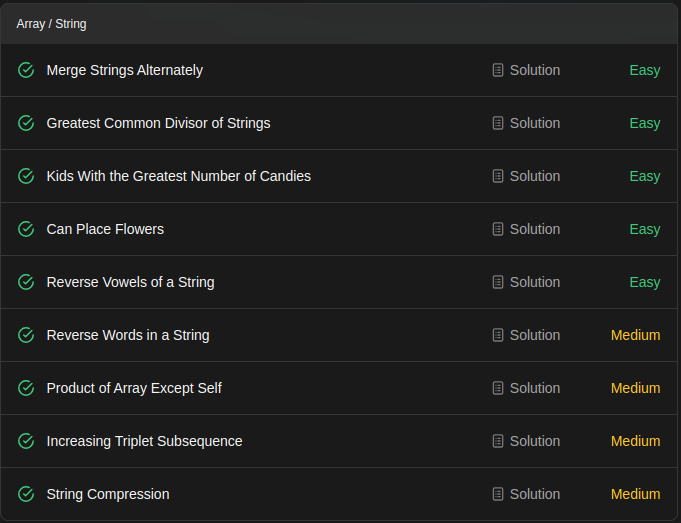 Array / String
Merge Strings Alternately Solution Easy
Greatest Common Divisor of Strings Solution Easy
Kids With the Greatest Number of Candies Solution Easy
Can Place Flowers Solution Easy
Reverse Vowels of a String Solution Easy
Reverse Words in a String Solution Medium
Product of Array Except Self Solution Medium
Increasing Triplet Subsequence Solution Medium
String Compression Solution Medium